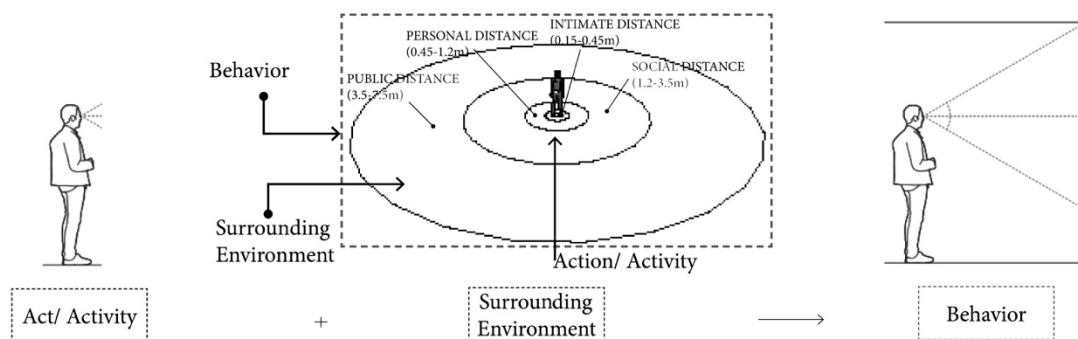 INTIMATE DISTANCE
(0.15-0.45m)
PERSONAL DISTANCE
(0.45-1.2m)
SOCIAL DISTANCE
(1.2-3.5m)
PUBLIC DISTANCE
(3.5-7.5m)
Behavior
Surrounding
Environment
Action/ Activity
Act/ Activity
+
Surrounding
Environment
Behavior